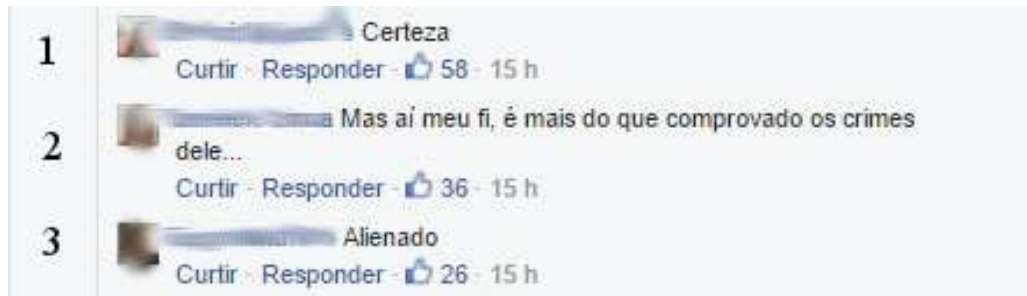 1
Certeza
Curtir · Responder · 58 · 15 h
2
Mas aí meu fi, é mais do que comprovado os crimes
dele...
Curtir · Responder · 36 · 15 h
3
Alienado
Curtir · Responder · 26 · 15 h